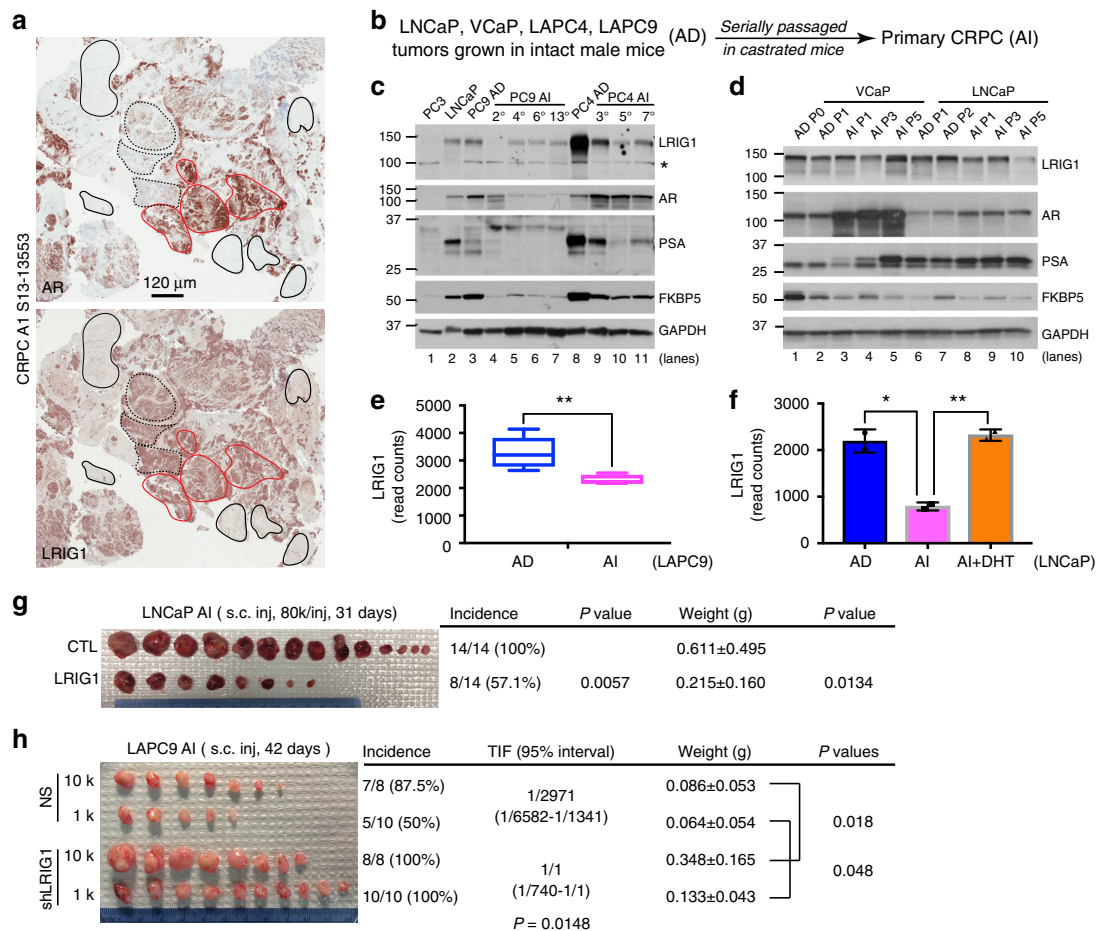 a
CRPC A1 S13-13553
AR
120 μm
LRIG1
b
LNCaP, VCaP, LAPC4, LAPC9
tumors grown in intact male mice
(AD)
Serially passaged
in castrated mice
Primary CRPC (AI)
c
PC3
LNCaP
PC9 AD
PC9 AI
2° 4° 6° 13°
PC4 AD
PC4 AI
3° 5° 7°
150
100
LRIG1
*
150
100
AR
37
25
PSA
50
FKBP5
37
GAPDH
1 2 3 4 5 6 7 8 9 10 11 (lanes)
d
VCaP
LNCaP
AD P0
AD P1
AI P1
AI P3
AI P5
AD P1
AD P2
AI P1
AI P3
AI P5
150
100
LRIG1
100
AR
37
25
PSA
50
FKBP5
37
GAPDH
1 2 3 4 5 6 7 8 9 10 (lanes)
e
LRIG1
(read counts)
5000
4000
3000
2000
1000
0
**
AD AI (LAPC9)
f
LRIG1
(read counts)
3000
2000
1000
0
* **
AD AI AI+DHT (LNCaP)
g
LNCaP AI ( s.c. inj, 80k/inj, 31 days)
Incidence P value Weight (g) P value
CTL 14/14 (100%) 0.611±0.495
LRIG1 8/14 (57.1%) 0.0057 0.215±0.160 0.0134
h
LAPC9 AI ( s.c. inj, 42 days )
Incidence TIF (95% interval) Weight (g) P values
NS
10 k 7/8 (87.5%) 0.086±0.053
1/2971
(1/6582-1/1341)
0.018
1 k 5/10 (50%) 0.064±0.054
shLRIG1
10 k 8/8 (100%) 0.348±0.165
1/1
(1/740-1/1)
0.048
1 k 10/10 (100%) 0.133±0.043
P = 0.0148